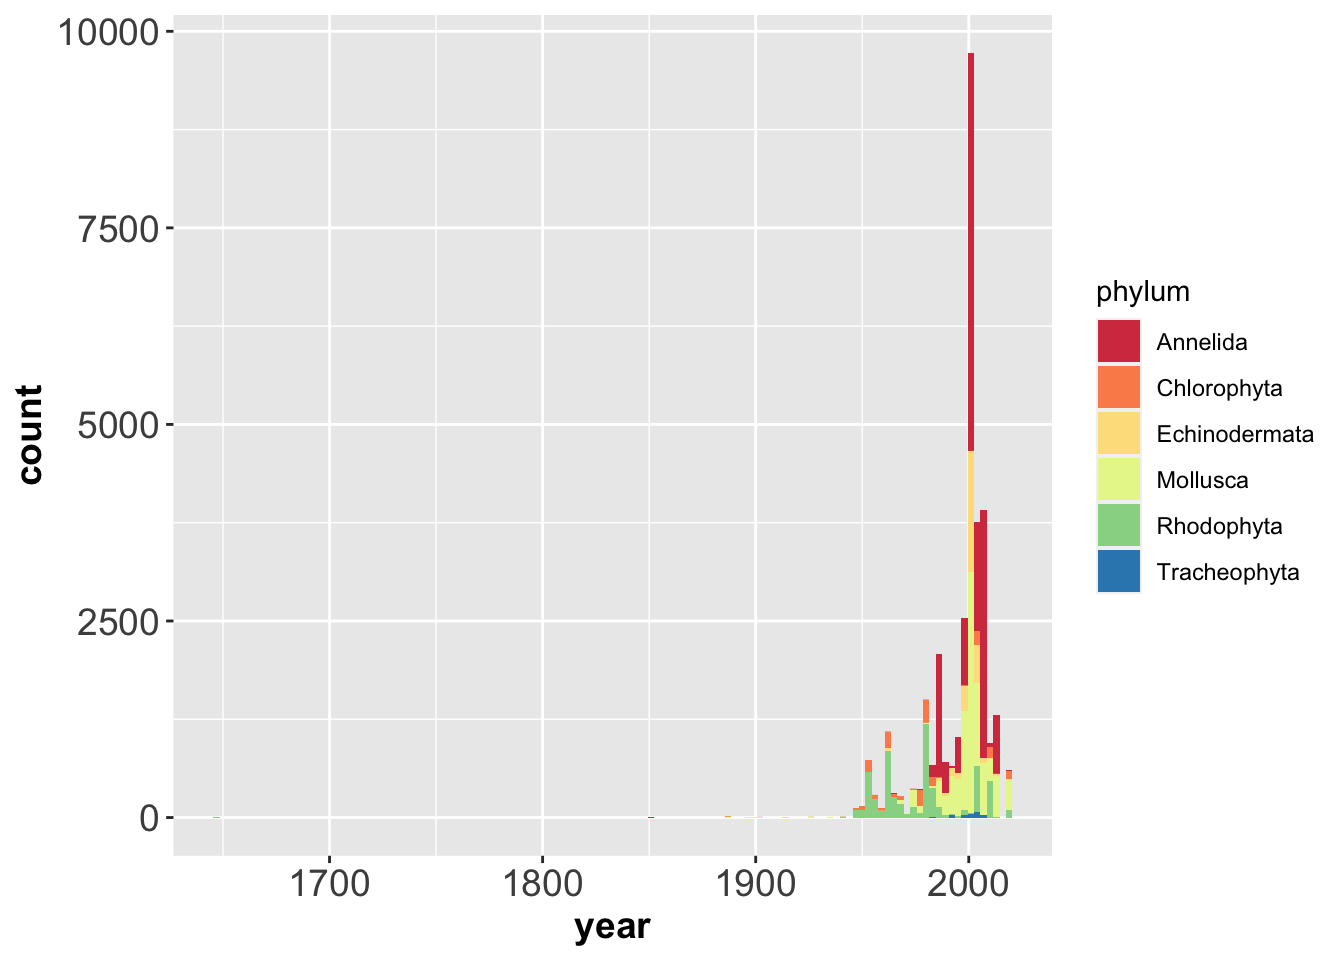 10000
7500
5000
2500
0
count
1700 1800 1900 2000
year
phylum
Annelida
Chlorophyta
Echinodermata
Mollusca
Rhodophyta
Tracheophyta